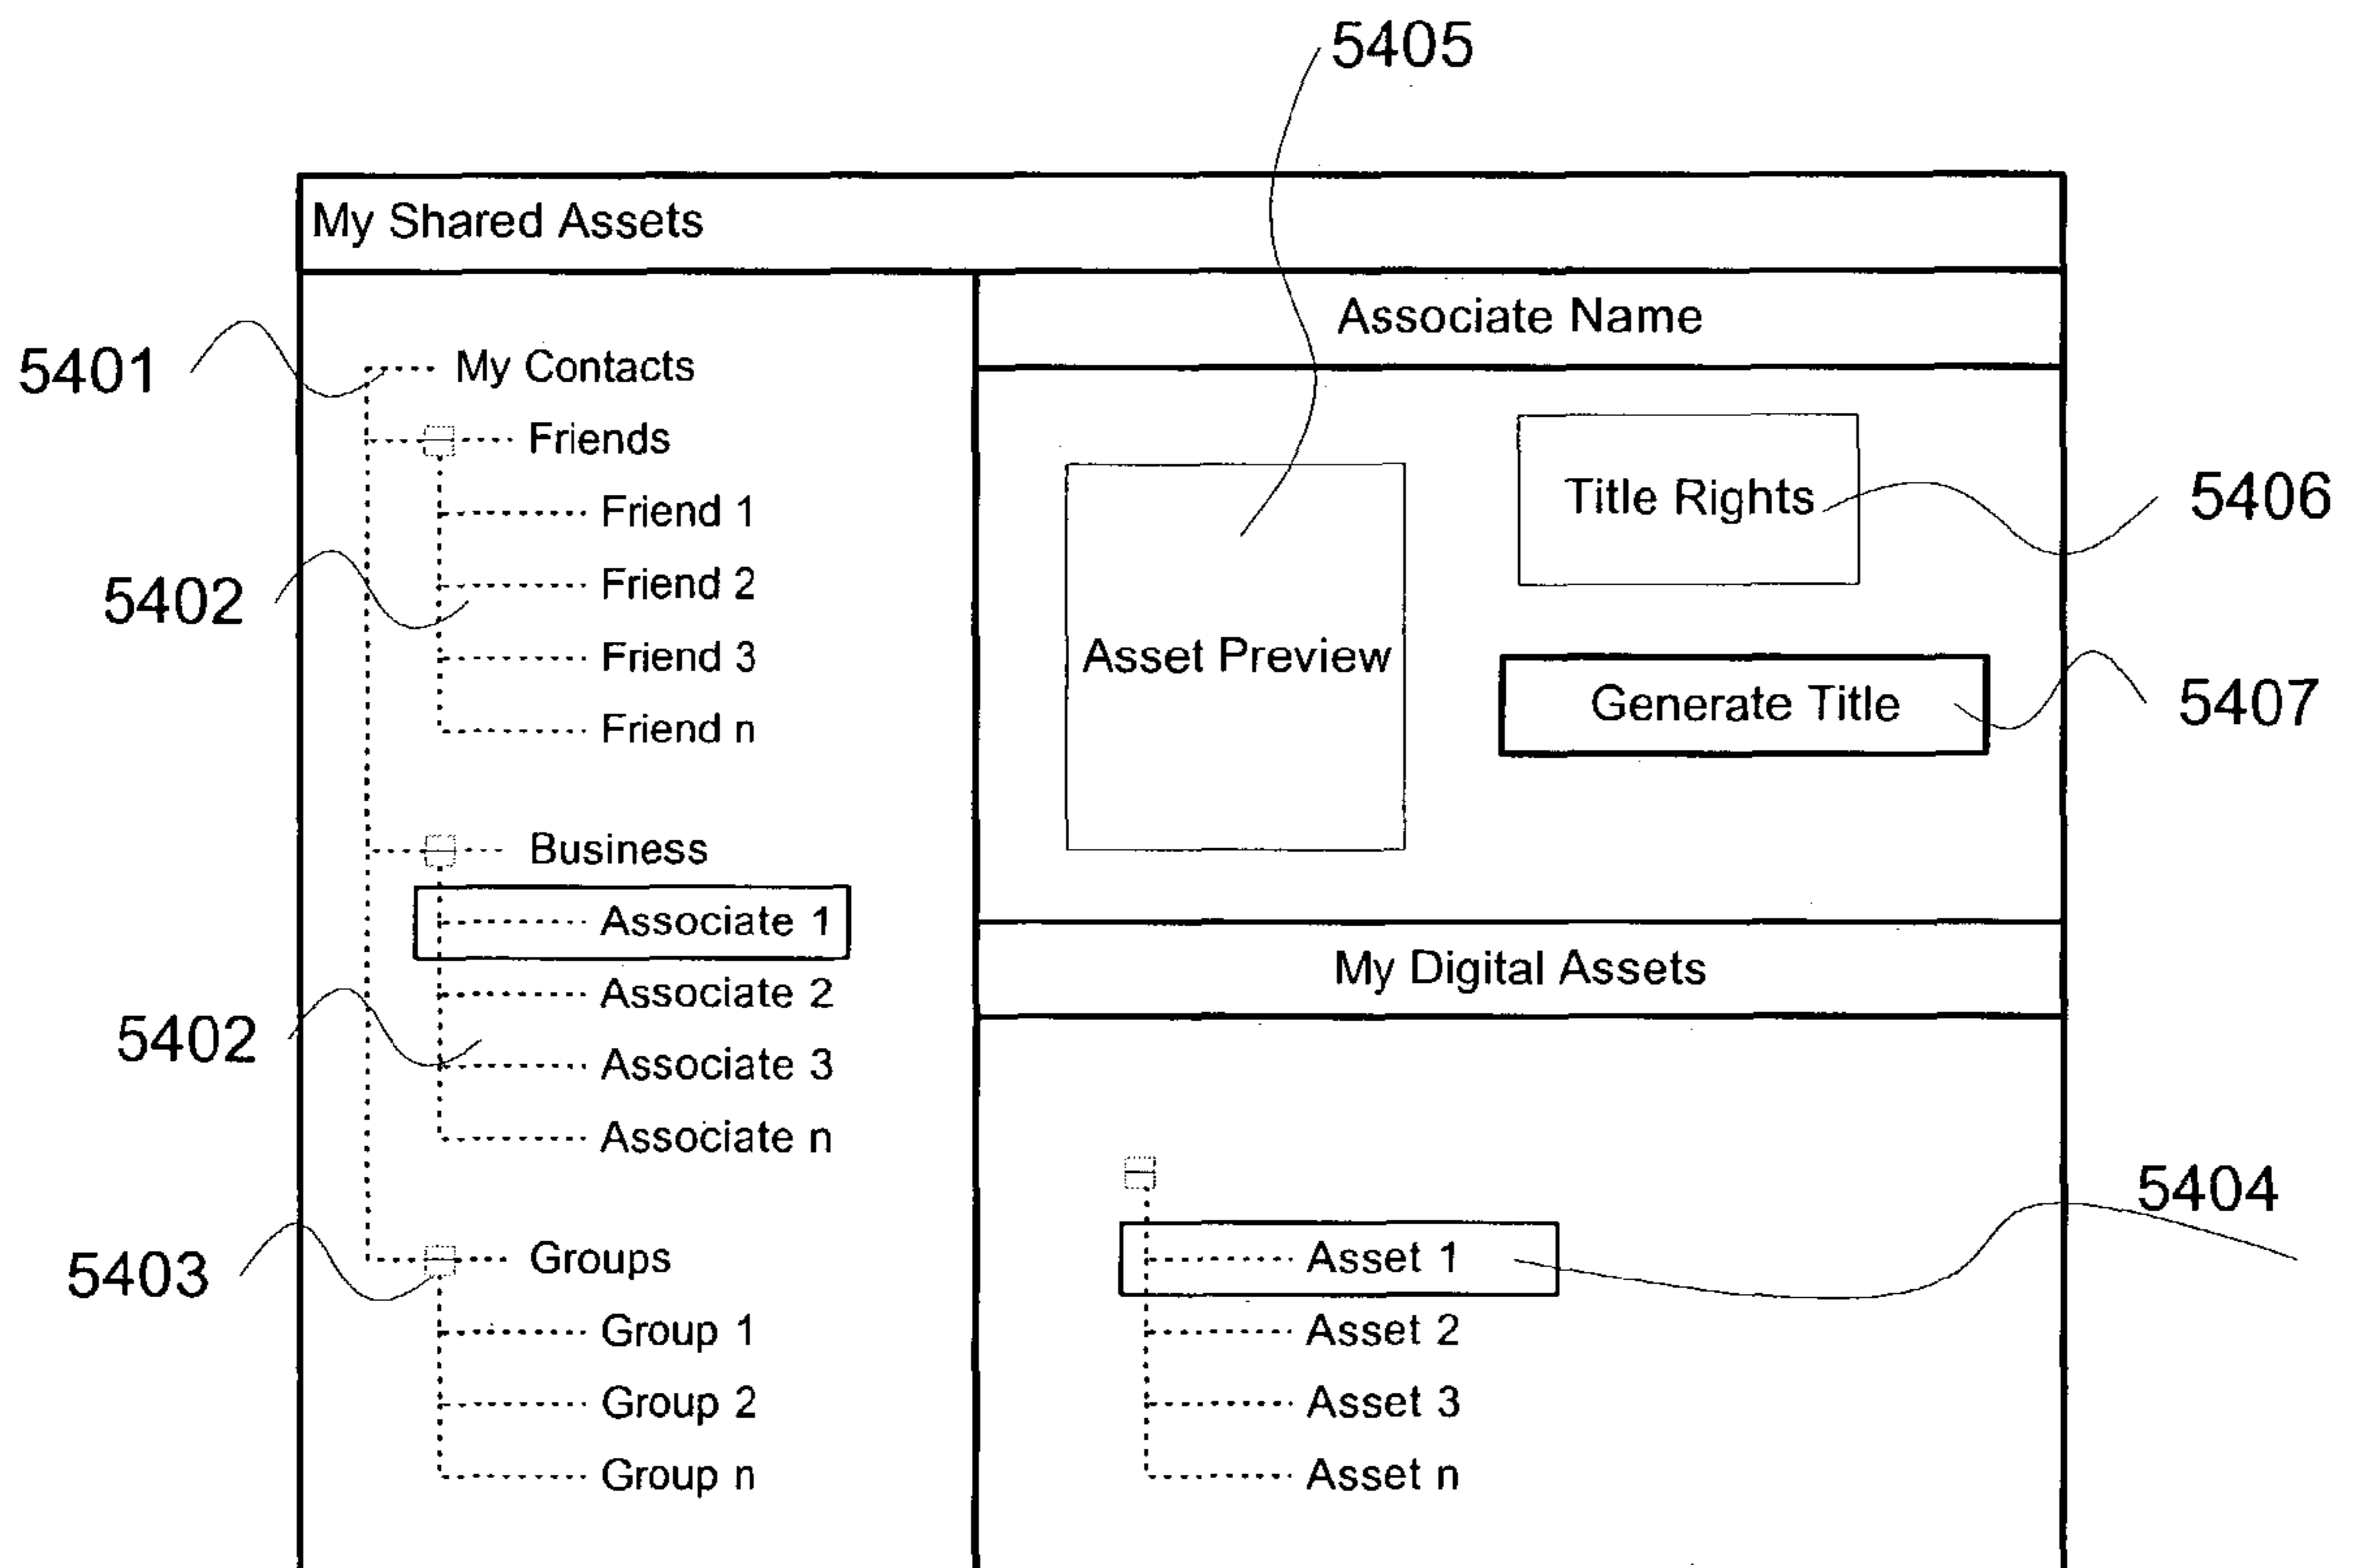 5405
My Shared Assets
Associate Name
5401
My Contacts
Friends
Friend 1
5402
Friend 2
Friend 3
Friend n
Business
Associate 1
Associate 2
5402
Associate 3
Associate n
5403
Groups
Group 1
Group 2
Group n
Asset Preview
Title Rights
5406
Generate Title
5407
My Digital Assets
5404
Asset 1
Asset 2
Asset 3
Asset n